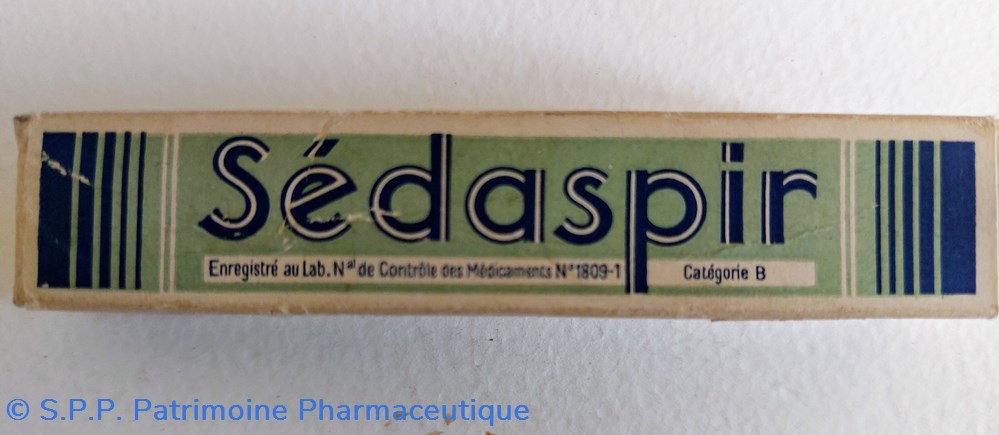 Sédaspir
Enregistré au Lab. Nal de Contrôle des Médicaments N° 1809-1
Catégorie B
© S.P.P. Patrimoine Pharmaceutique